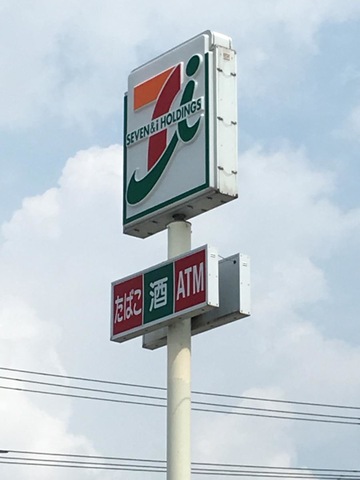 SEVEN&i HOLDINGS
たばこ 酒 ATM